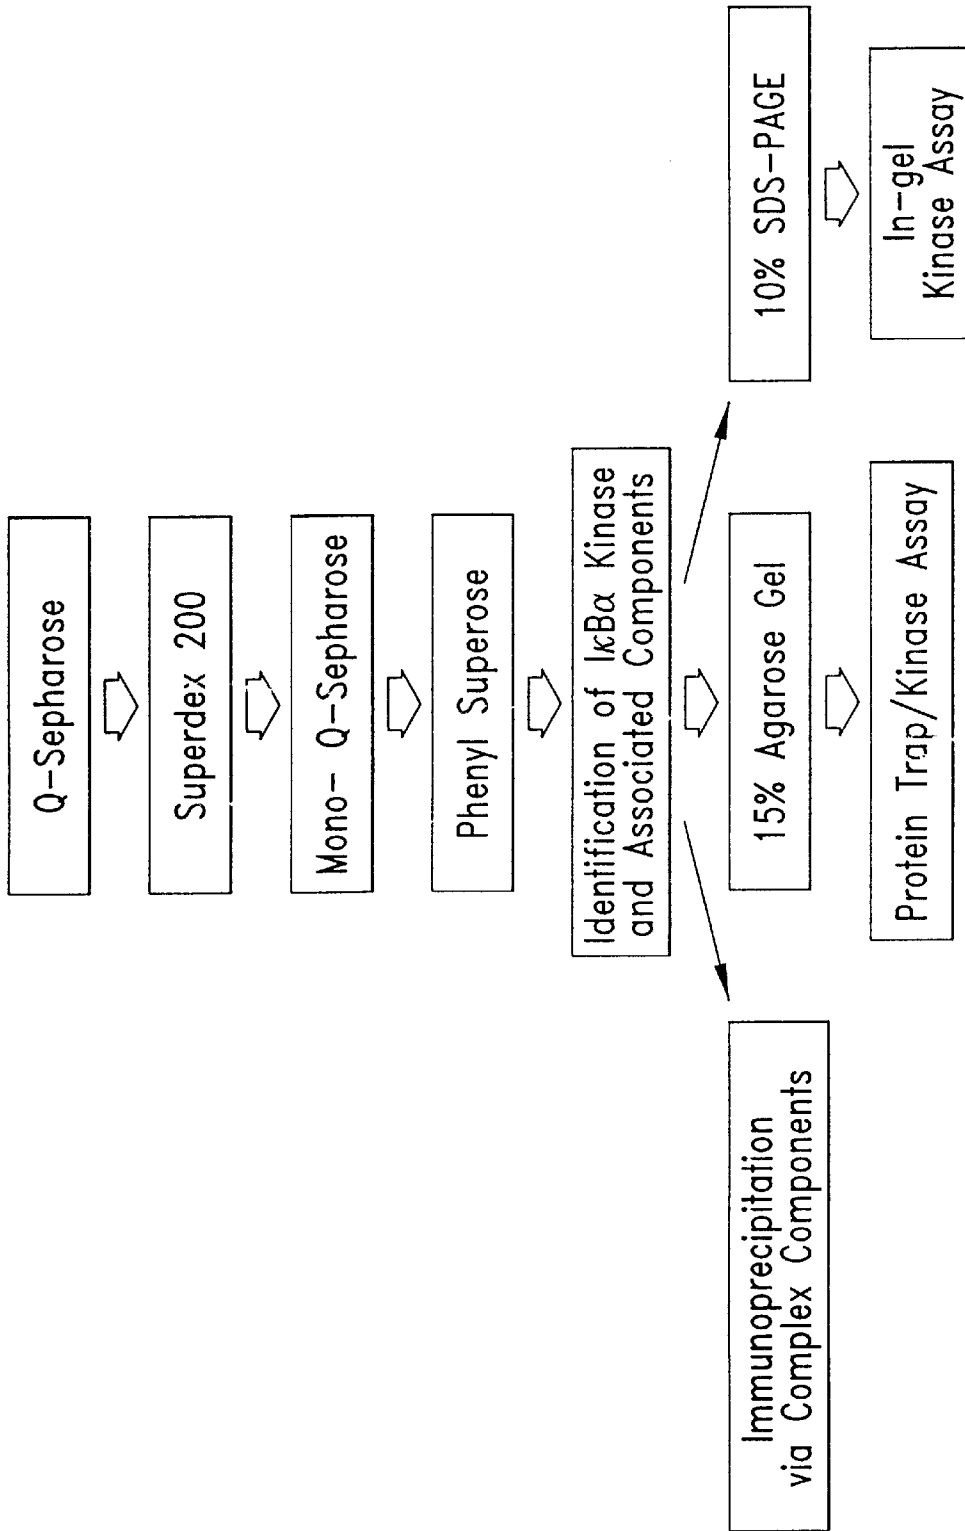 Q-Sepharose
Superdex 200
Mono- Q-Sepharose
Phenyl Superose
Identification of IκBα Kinase
and Associated Components
Immunoprecipitation
via Complex Components
15% Agarose Gel
10% SDS-PAGE
Protein Trap/Kinase Assay
In-gel
Kinase Assay